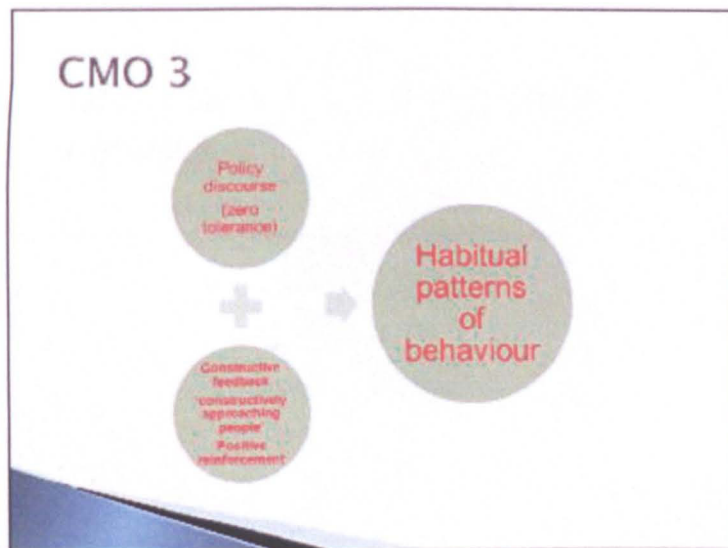 CMO 3
Policy
discourse
(zero
tolerance)
Habitual
patterns
of
behaviour
Constructive
feedback
'constructively
approaching
people'
Positive
reinforcement